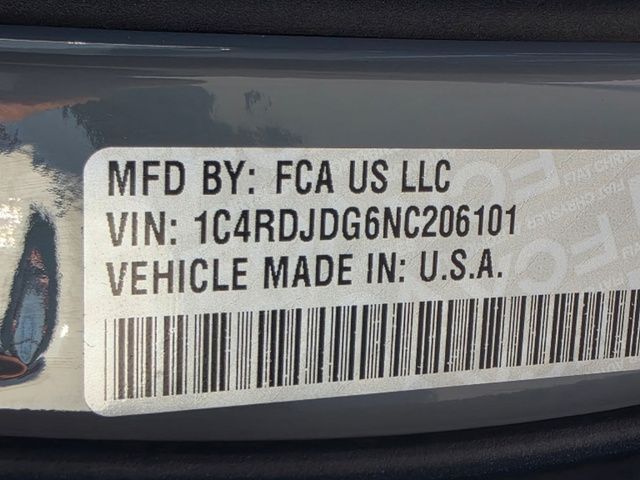 MFD BY: FCA US LLC
VIN: 1C4RDJDG6NC206101
VEHICLE MADE IN: U.S.A.